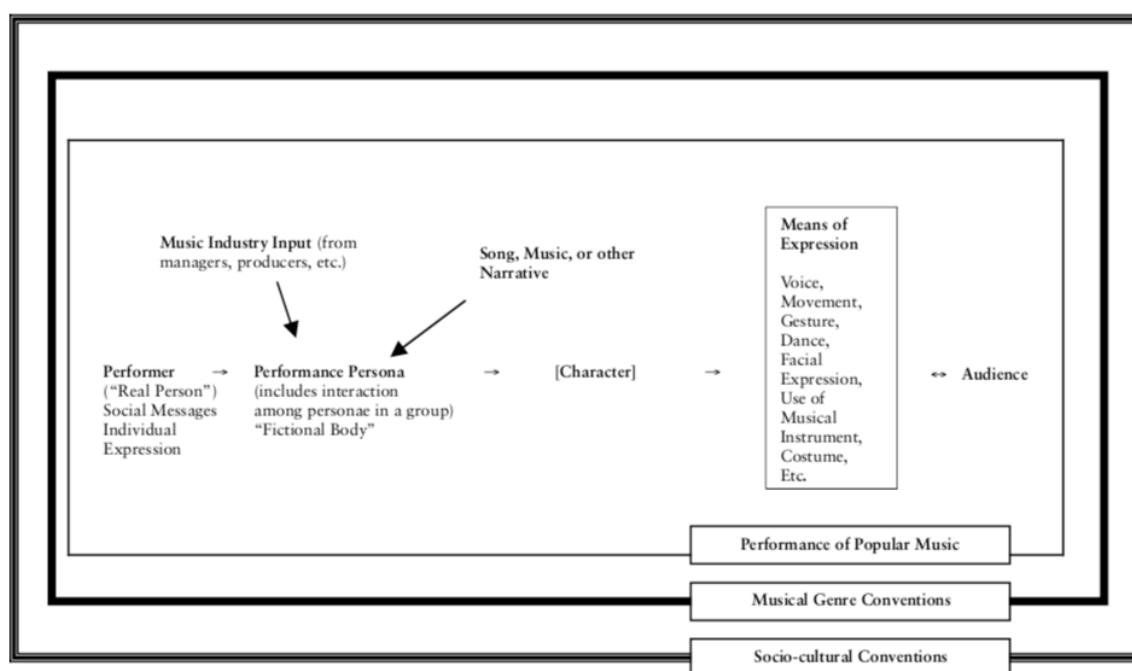 Music Industry Input (from
managers, producers, etc.)
Song, Music, or other
Narrative
Performer
("Real Person")
Social Messages
Individual
Expression
→
Performance Persona
(includes interaction
among personae in a group)
"Fictional Body"
→
[Character]
→
Means of
Expression
Voice,
Movement,
Gesture,
Dance,
Facial
Expression,
Use of
Musical
Instrument,
Costume,
Etc.
↔
Audience
Performance of Popular Music
Musical Genre Conventions
Socio-cultural Conventions